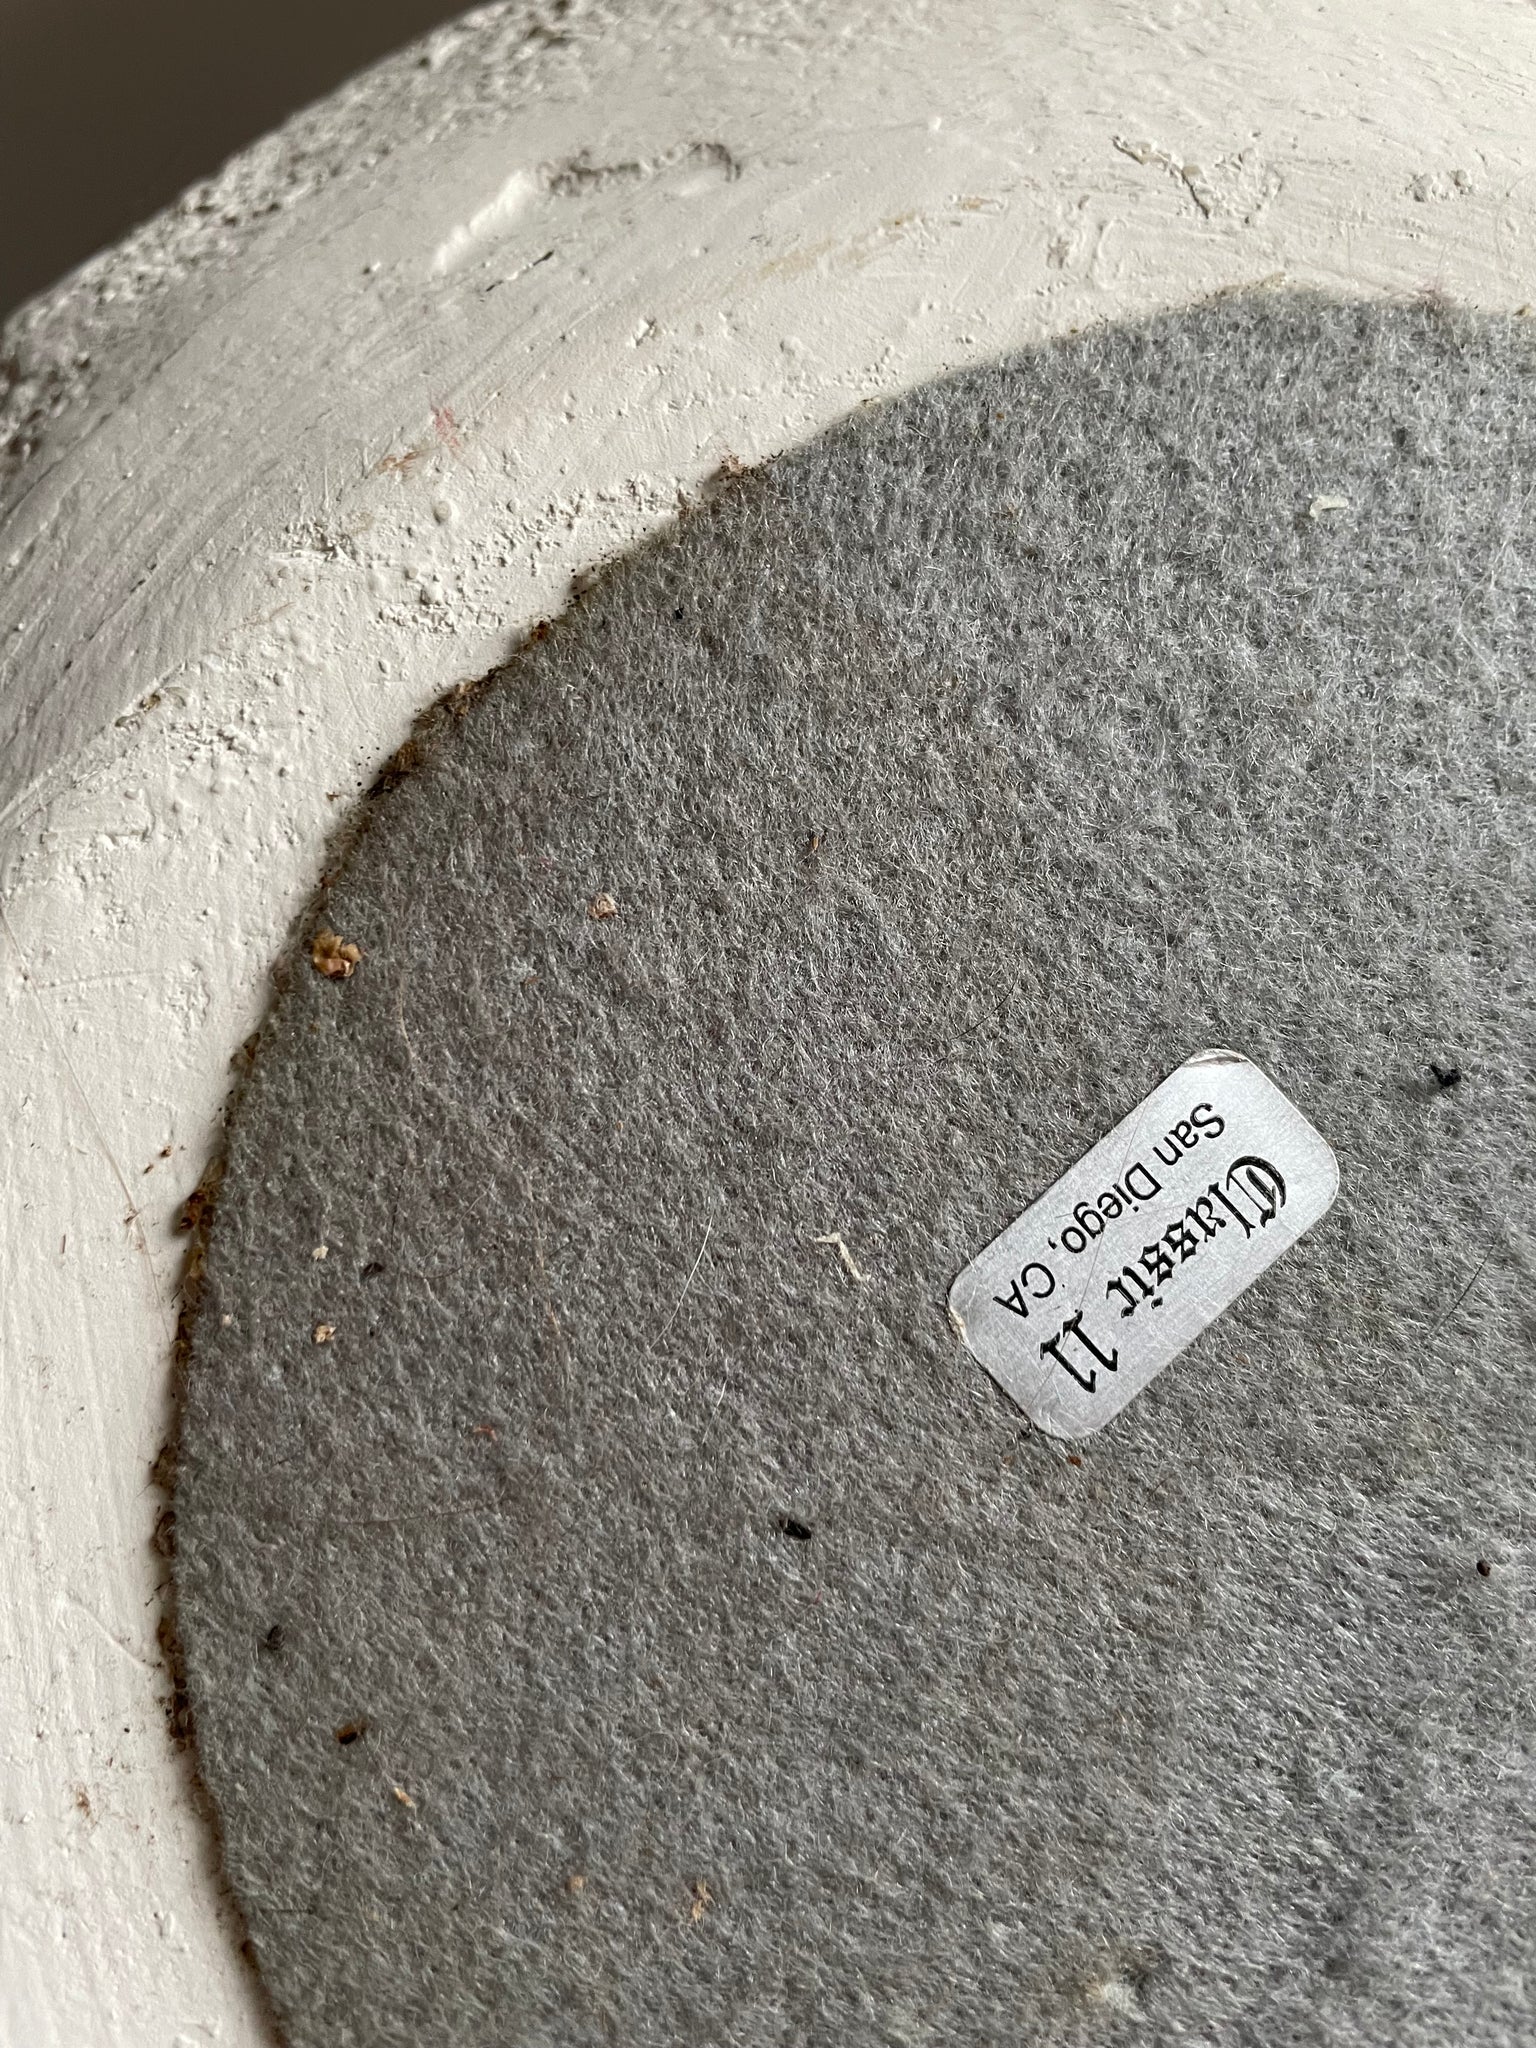 Classic 11
San Diego, CA